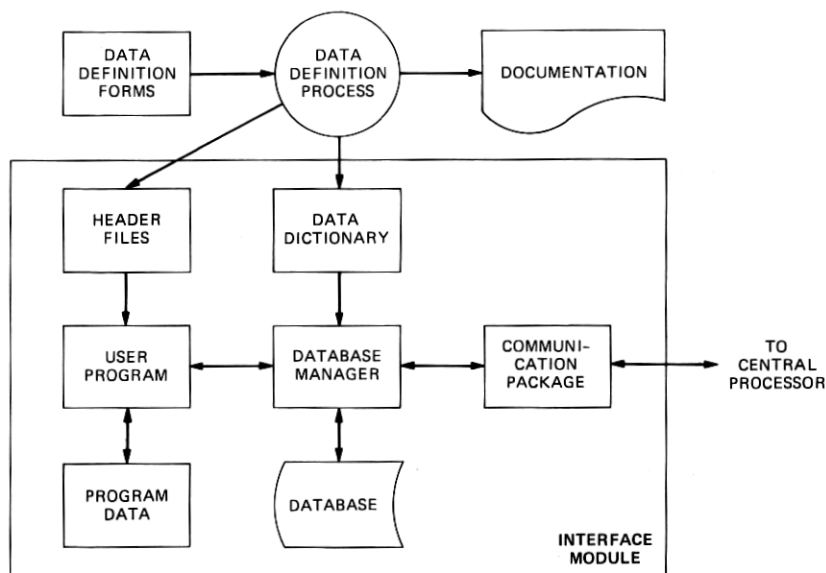 DATA
DEFINITION
FORMS
DATA
DEFINITION
PROCESS
DOCUMENTATION
HEADER
FILES
DATA
DICTIONARY
USER
PROGRAM
DATABASE
MANAGER
COMMUNI-
CATION
PACKAGE
TO
CENTRAL
PROCESSOR
PROGRAM
DATA
DATABASE
INTERFACE
MODULE